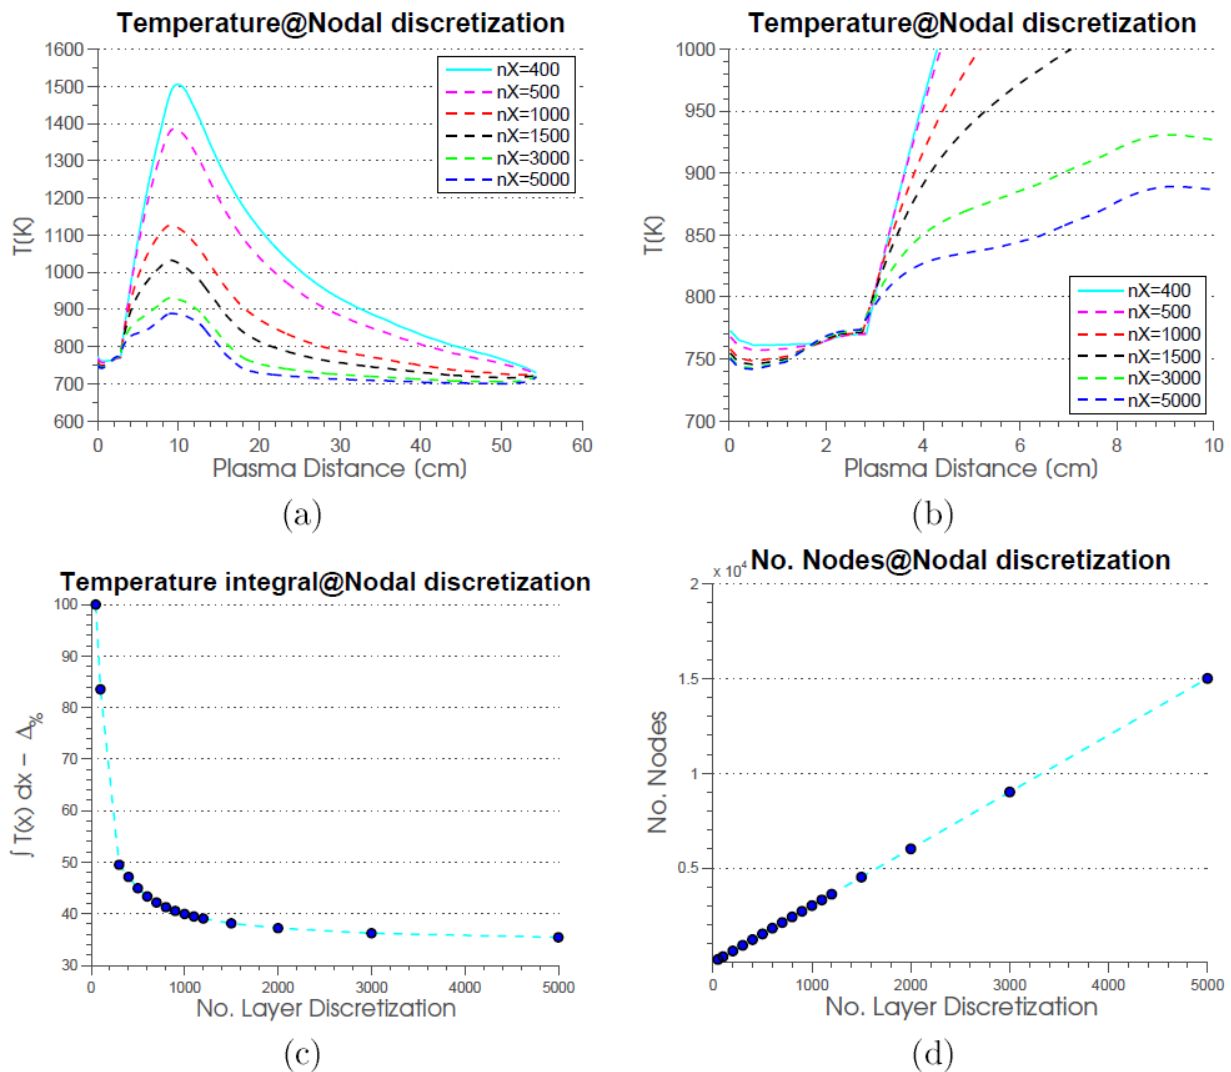 Temperature@Nodal discretization
1600
1500
1400
1300
1200
1100
1000
900
800
700
600
T(K)
nX=400
nX=500
nX=1000
nX=1500
nX=3000
nX=5000
0 10 20 30 40 50 60
Plasma Distance (cm)
(a)
Temperature@Nodal discretization
1000
950
900
850
800
750
700
T(K)
nX=400
nX=500
nX=1000
nX=1500
nX=3000
nX=5000
0 2 4 6 8 10
Plasma Distance (cm)
(b)
Temperature integral@Nodal discretization
100
90
80
70
60
50
40
30
∫ T(x) dx − Δ%
0 1000 2000 3000 4000 5000
No. Layer Discretization
(c)
No. Nodes@Nodal discretization
x 10⁴
2
1.5
1
0.5
No. Nodes
0 1000 2000 3000 4000 5000
No. Layer Discretization
(d)